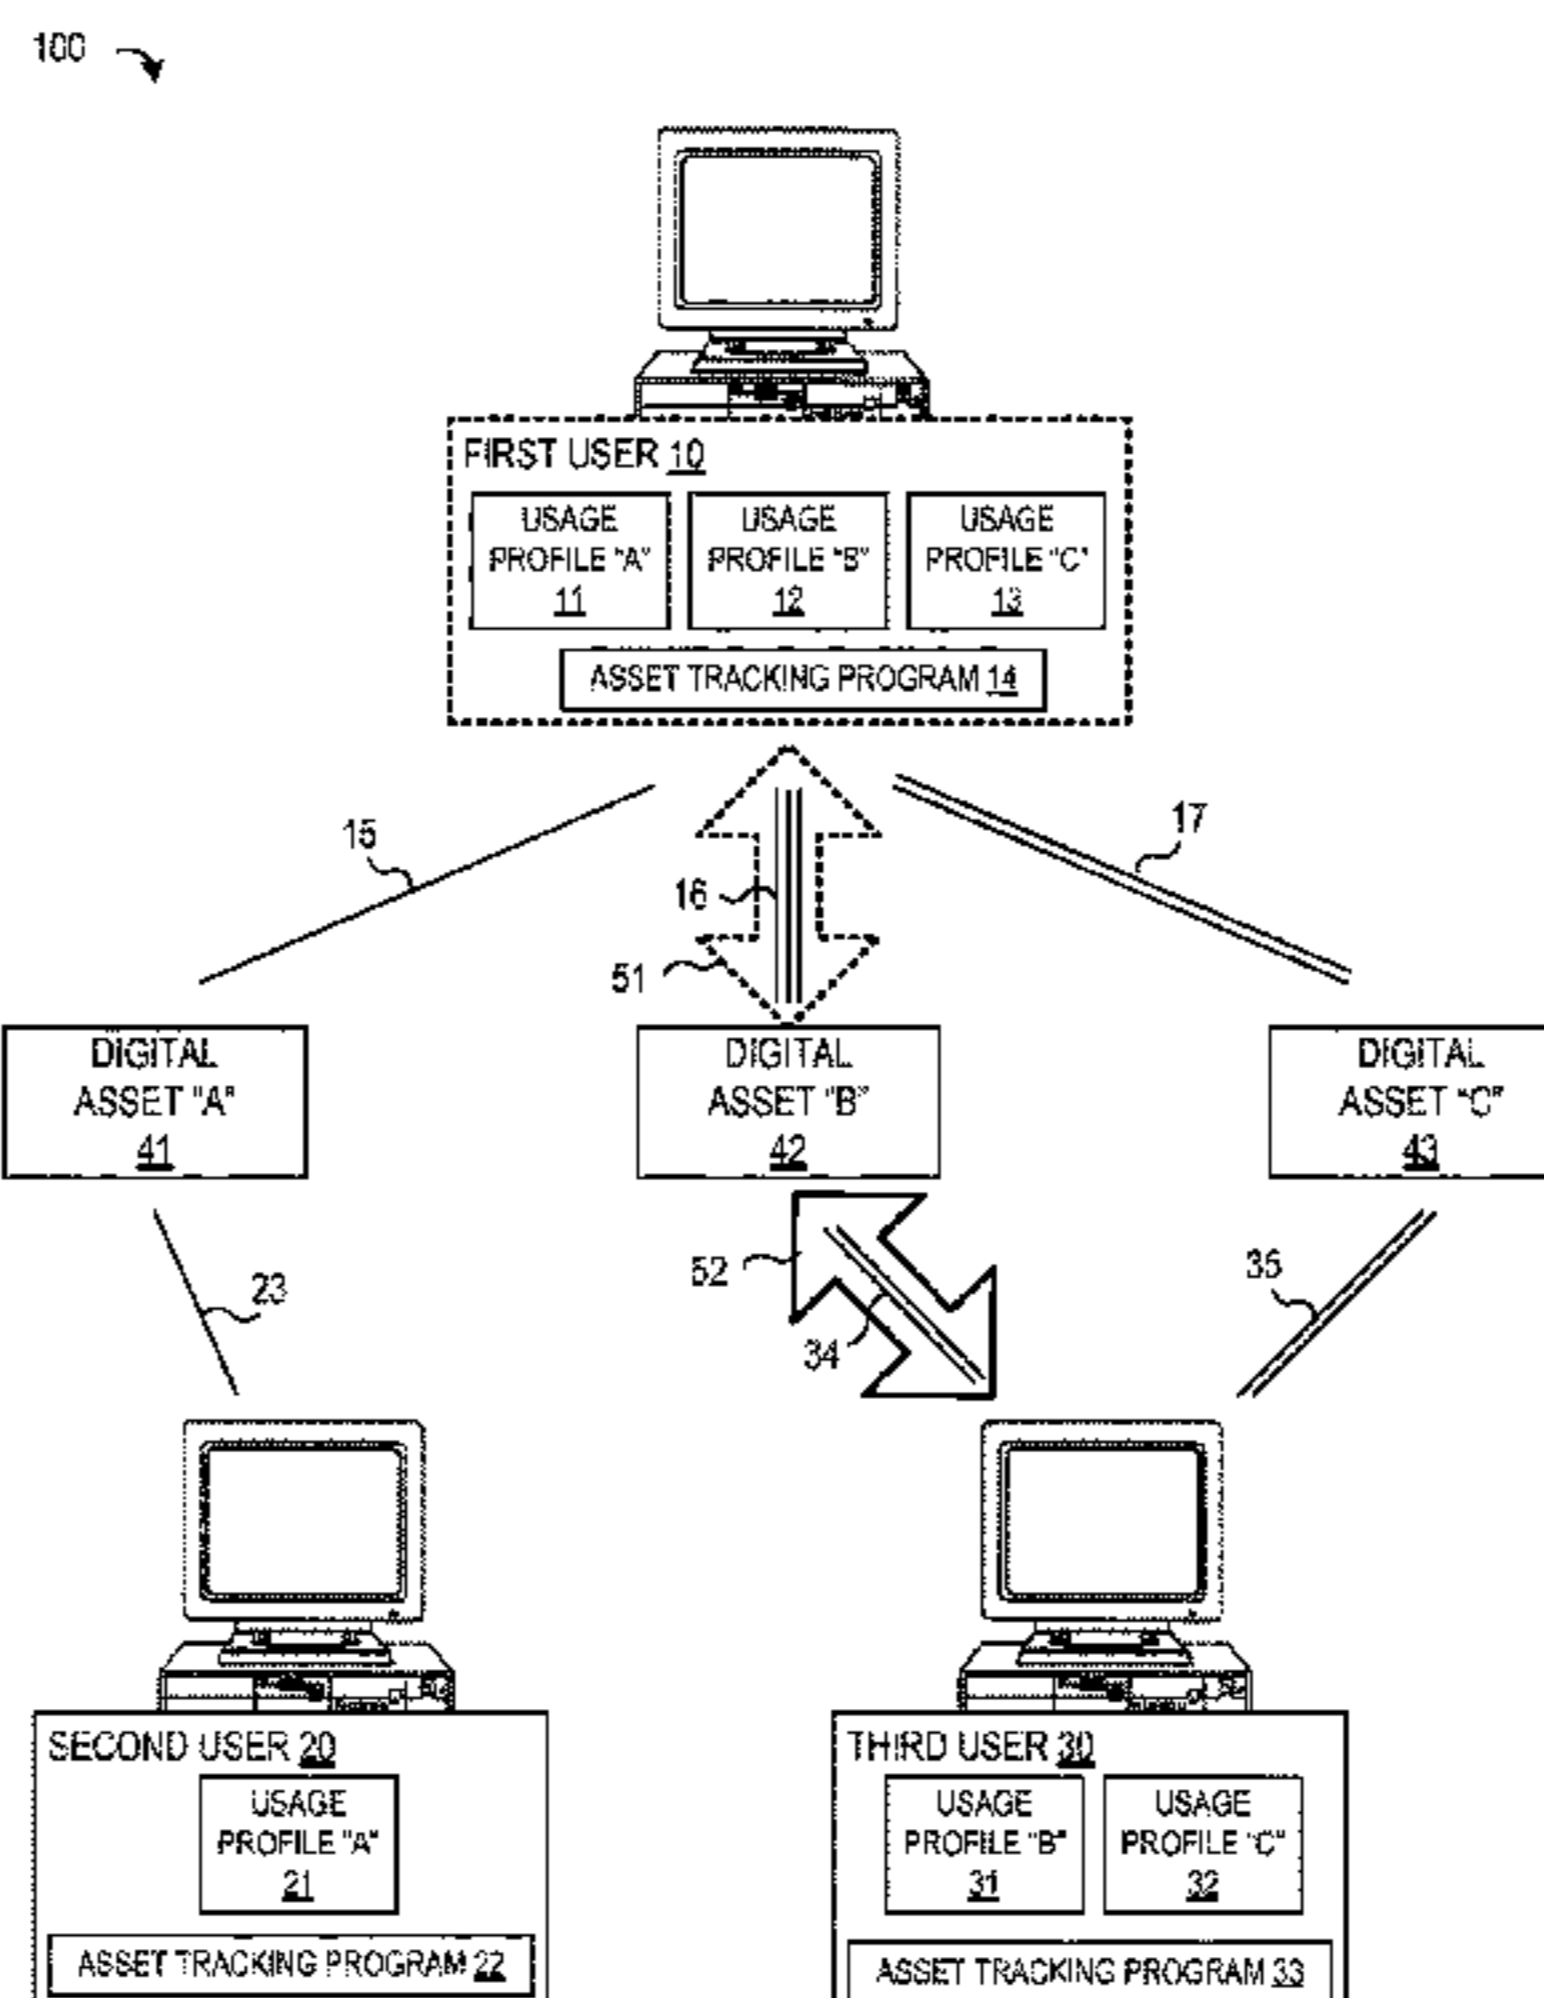 100
FIRST USER 10
USAGE PROFILE "A" 11
USAGE PROFILE "B" 12
USAGE PROFILE "C" 13
ASSET TRACKING PROGRAM 14
15
16
17
51
DIGITAL ASSET "A" 41
DIGITAL ASSET "B" 42
DIGITAL ASSET "C" 43
52
34
23
35
SECOND USER 20
USAGE PROFILE "A" 21
ASSET TRACKING PROGRAM 22
THIRD USER 30
USAGE PROFILE "B" 31
USAGE PROFILE "C" 32
ASSET TRACKING PROGRAM 33